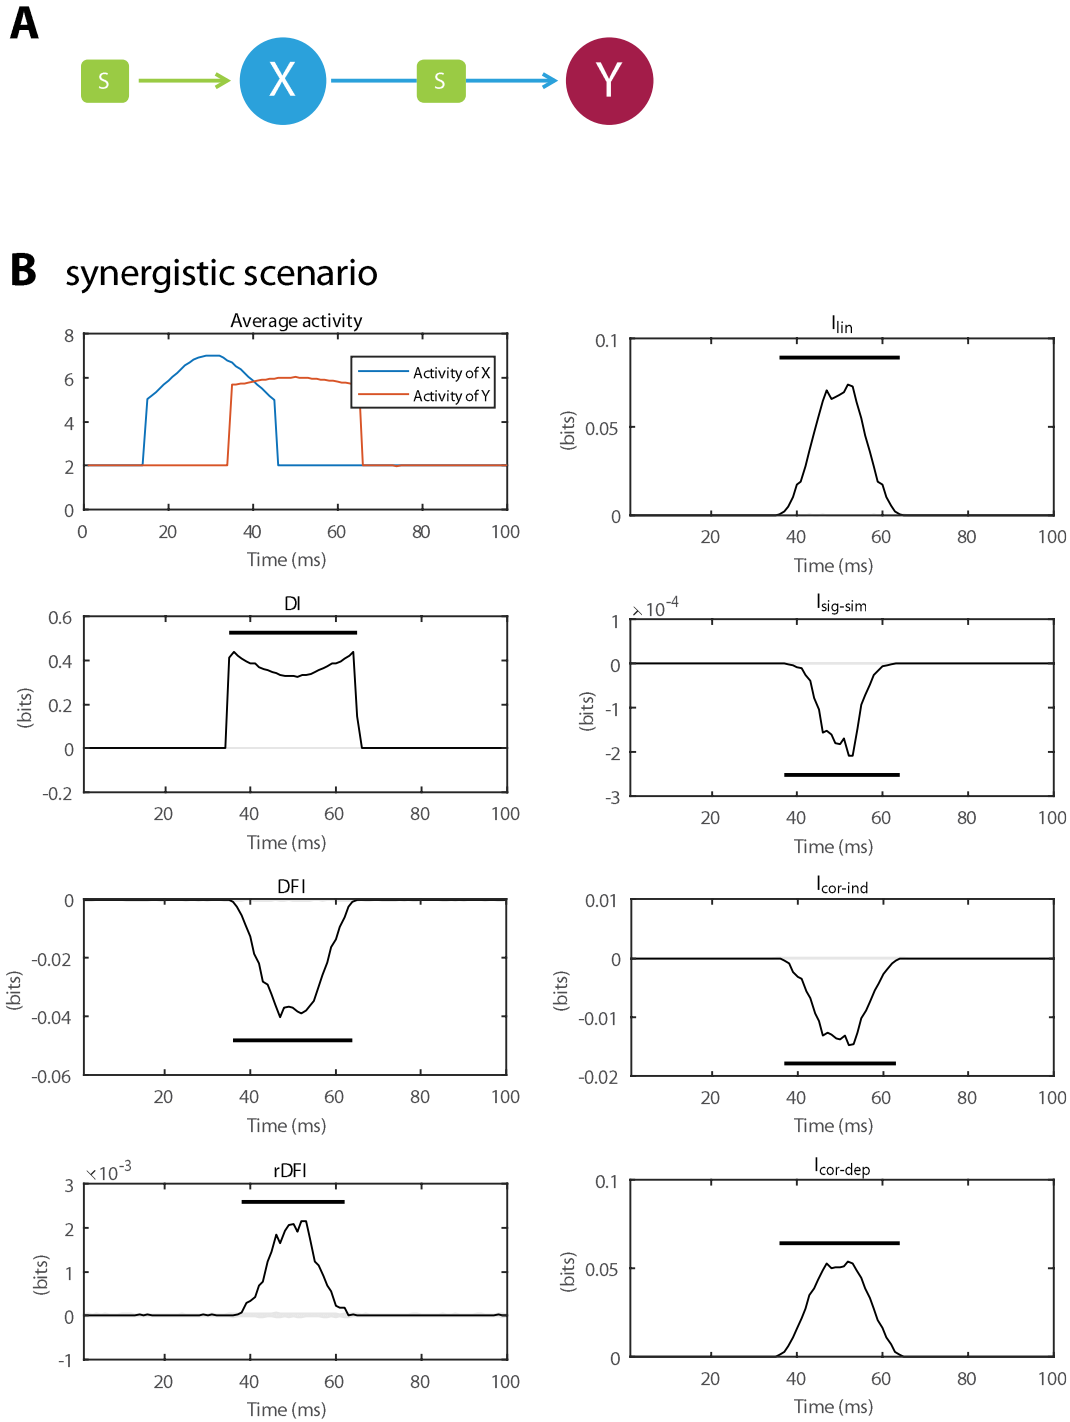 A
S
X
S
Y
B synergistic scenario
Average activity
8
6
4
2
0
Activity of X
Activity of Y
0 20 40 60 80 100
Time (ms)
I lin
0.1
0.05
0
(bits)
20 40 60 80 100
Time (ms)
DI
0.6
0.4
0.2
0
-0.2
(bits)
20 40 60 80 100
Time (ms)
I sig-sim
×10-4
1
0
-1
-2
-3
(bits)
20 40 60 80 100
Time (ms)
DFI
0
-0.02
-0.04
-0.06
(bits)
20 40 60 80 100
Time (ms)
I cor-ind
0.01
0
-0.01
-0.02
(bits)
20 40 60 80 100
Time (ms)
rDFI
×10-3
3
2
1
0
-1
(bits)
20 40 60 80 100
Time (ms)
I cor-dep
0.1
0.05
0
(bits)
20 40 60 80 100
Time (ms)